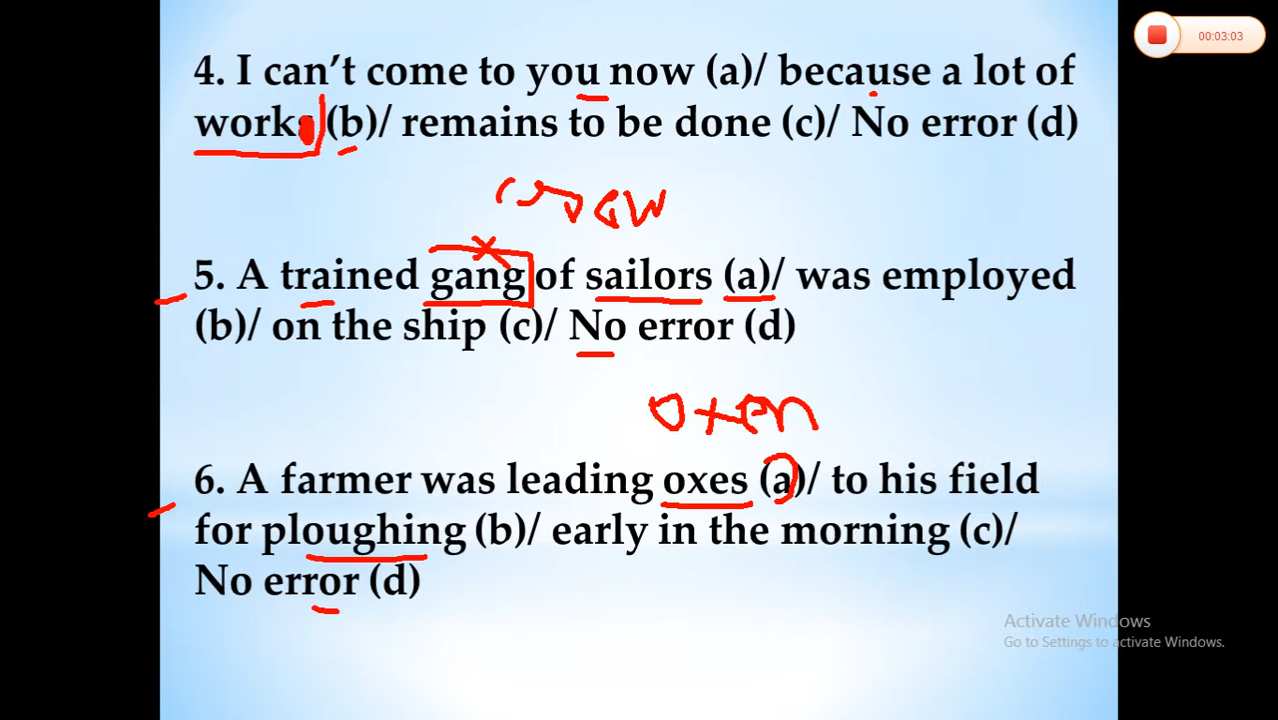 00:03:03
4. I can't come to you now (a)/ because a lot of
works (b)/ remains to be done (c)/ No error (d)
crew
5. A trained gang of sailors (a)/ was employed
(b)/ on the ship (c)/ No error (d)
oxen
6. A farmer was leading oxes (a)/ to his field
for ploughing (b)/ early in the morning (c)/
No error (d)
Activate Windows
Go to Settings to activate Windows.